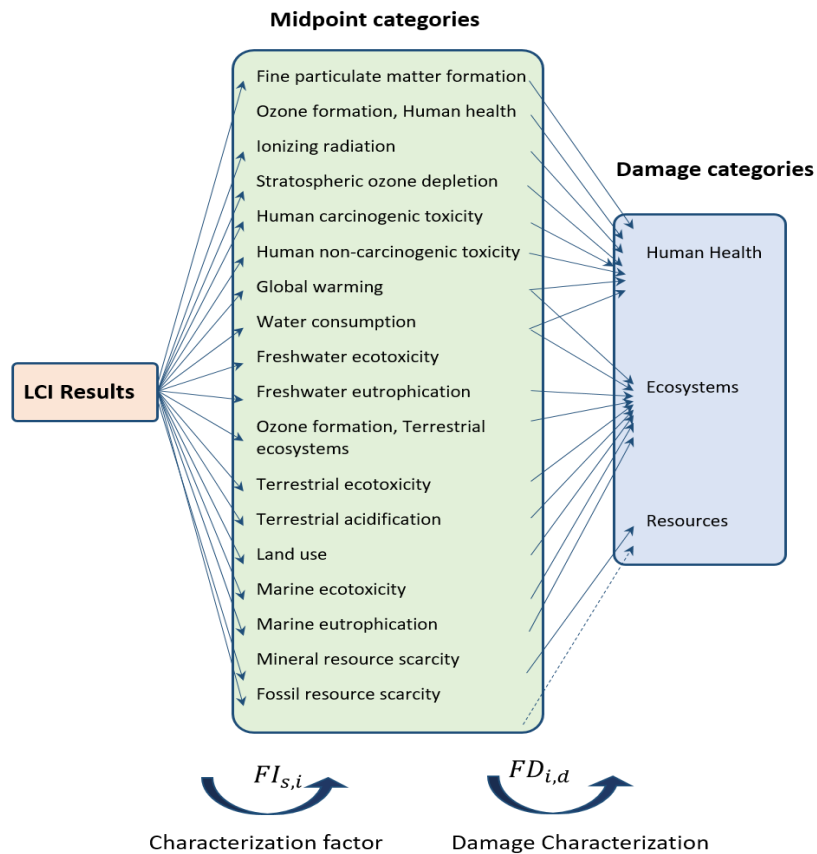 Midpoint categories
Fine particulate matter formation
Ozone formation, Human health
Ionizing radiation
Stratospheric ozone depletion
Human carcinogenic toxicity
Human non-carcinogenic toxicity
Global warming
Water consumption
Freshwater ecotoxicity
Freshwater eutrophication
Ozone formation, Terrestrial
ecosystems
Terrestrial ecotoxicity
Terrestrial acidification
Land use
Marine ecotoxicity
Marine eutrophication
Mineral resource scarcity
Fossil resource scarcity
LCI Results
Damage categories
Human Health
Ecosystems
Resources
FI_{s,i}
Characterization factor
FD_{i,d}
Damage Characterization